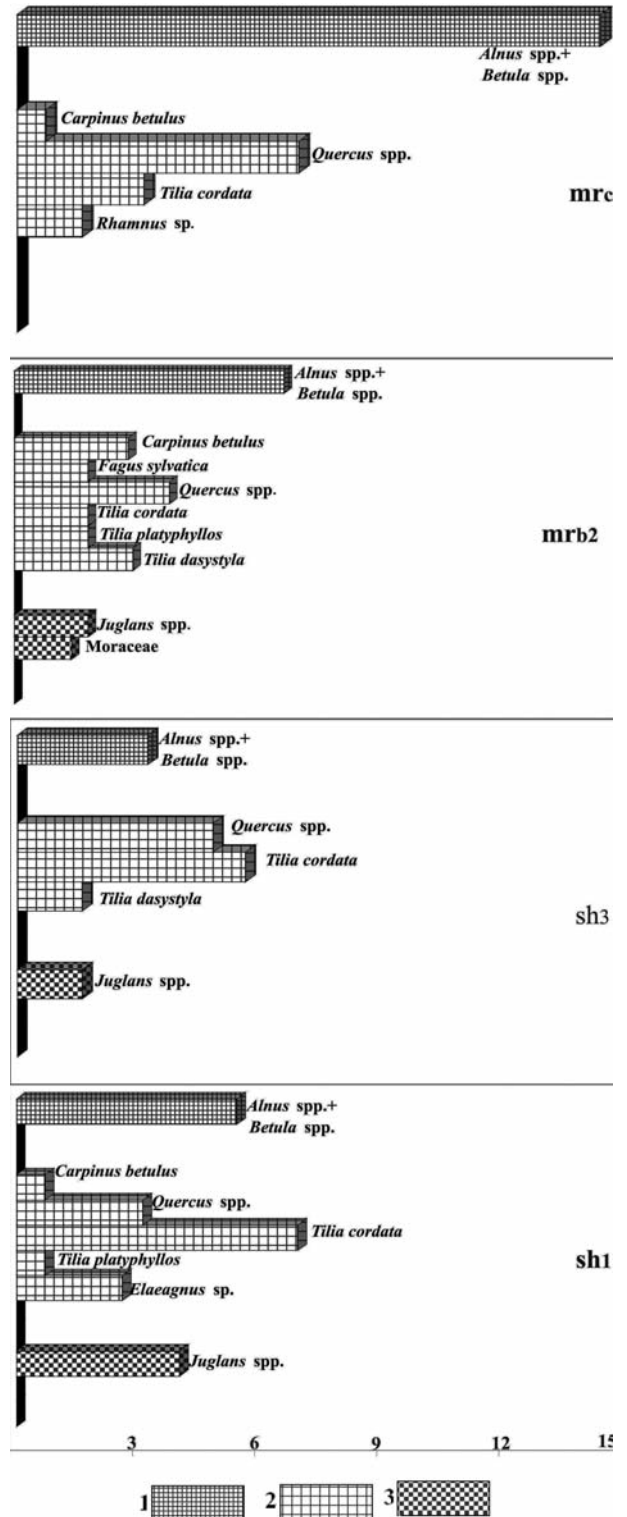 Alnus spp.+
Betula spp.
Carpinus betulus
Quercus spp.
Tilia cordata
mrc
Rhamnus sp.
Alnus spp.+
Betula spp.
Carpinus betulus
Fagus sylvatica
Quercus spp.
Tilia cordata
Tilia platyphyllos
mrb2
Tilia dasystyla
Juglans spp.
Moraceae
Alnus spp.+
Betula spp.
Quercus spp.
Tilia cordata
Tilia dasystyla
sh3
Juglans spp.
Alnus spp.+
Betula spp.
Carpinus betulus
Quercus spp.
Tilia cordata
Tilia platyphyllos
sh1
Elaeagnus sp.
Juglans spp.
3 6 9 12 15
1 2 3